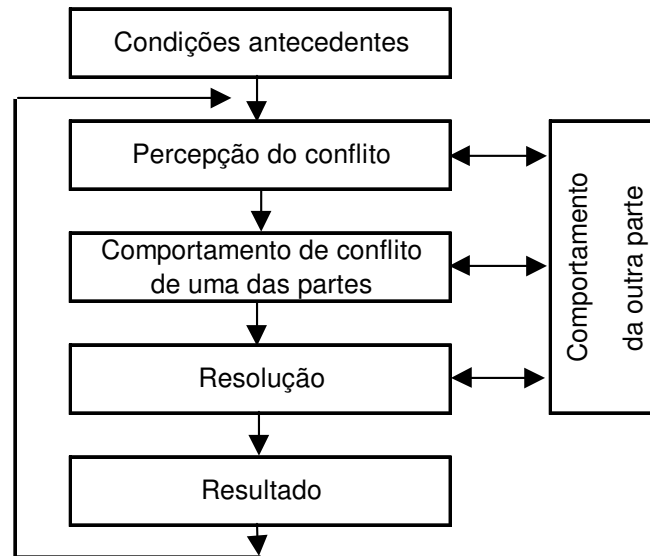 Condições antecedentes
Percepção do conflito
Comportamento de conflito
de uma das partes
Resolução
Resultado
Comportamento
da outra parte